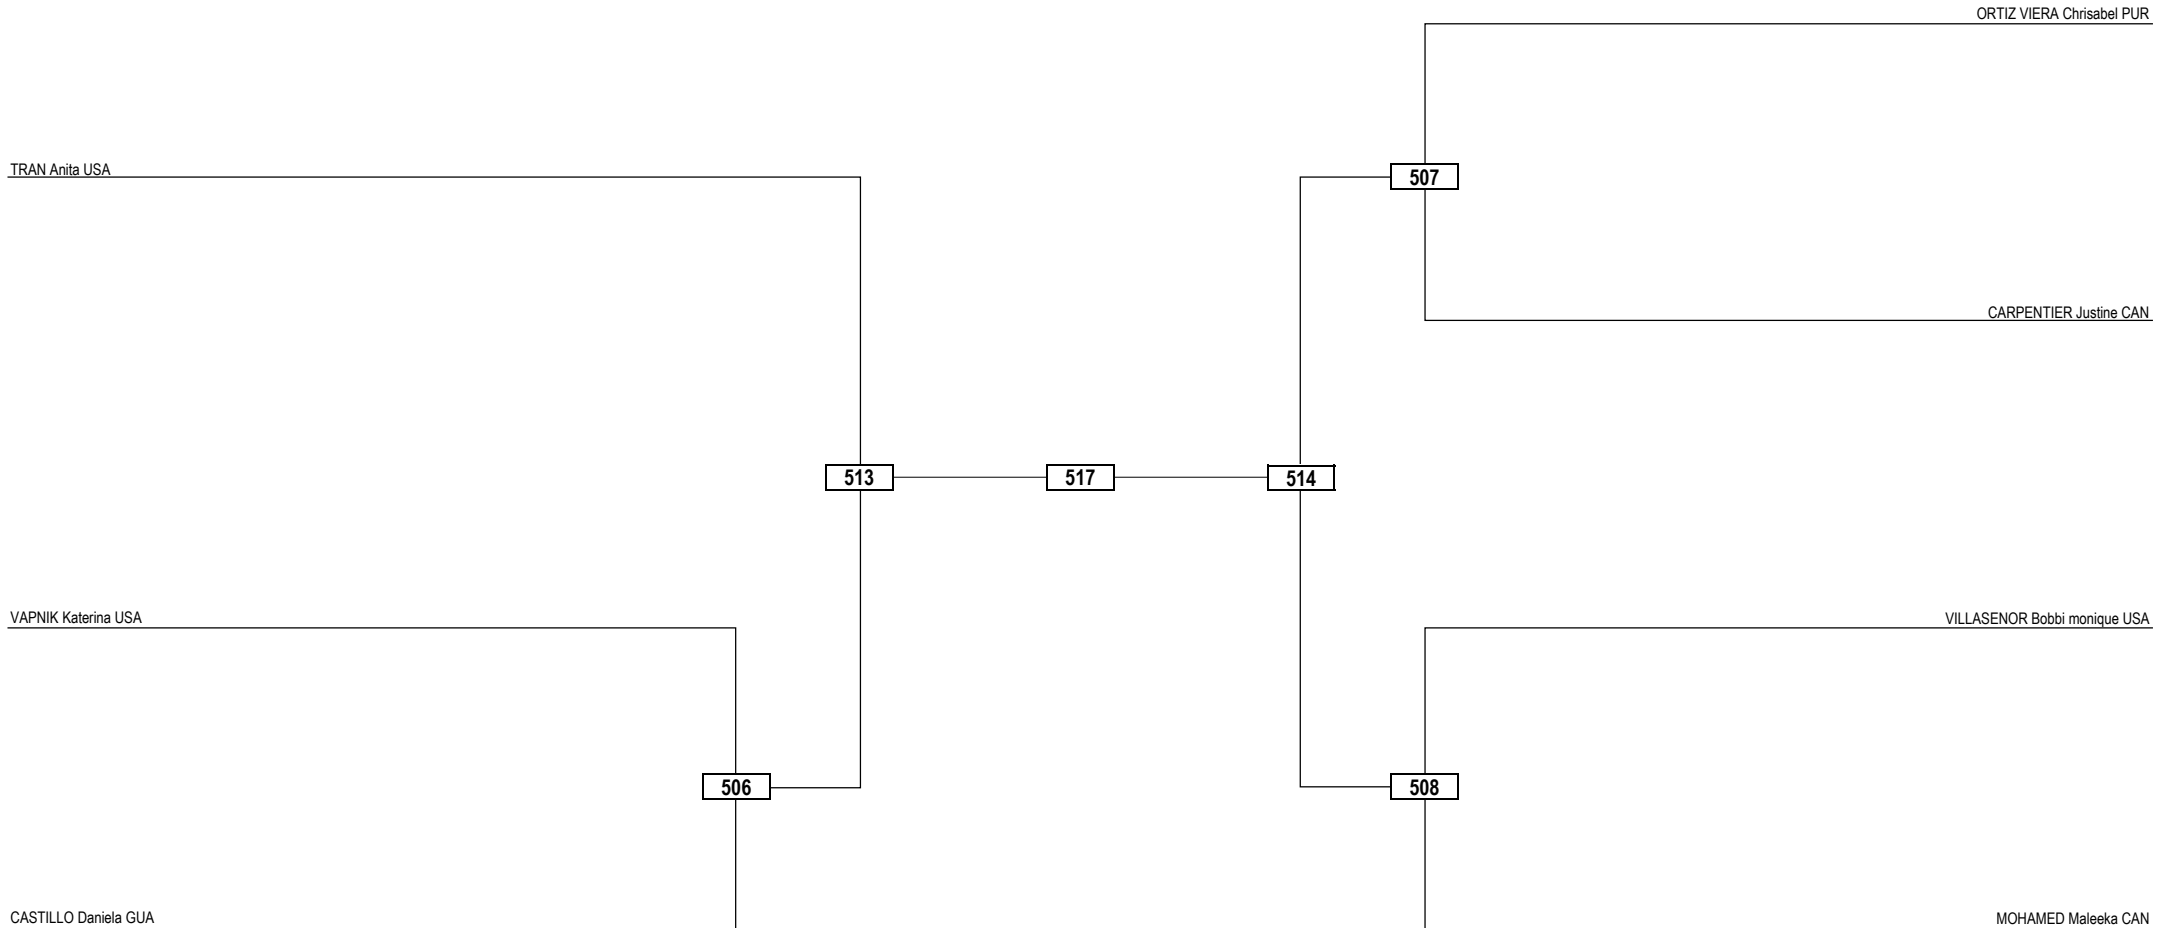 ORTIZ VIERA Chrisabel PUR
TRAN Anita USA
507
CARPENTIER Justine CAN
513
517
514
VAPNIK Katerina USA
VILLASENOR Bobbi monique USA
506
508
CASTILLO Daniela GUA
MOHAMED Maleeka CAN